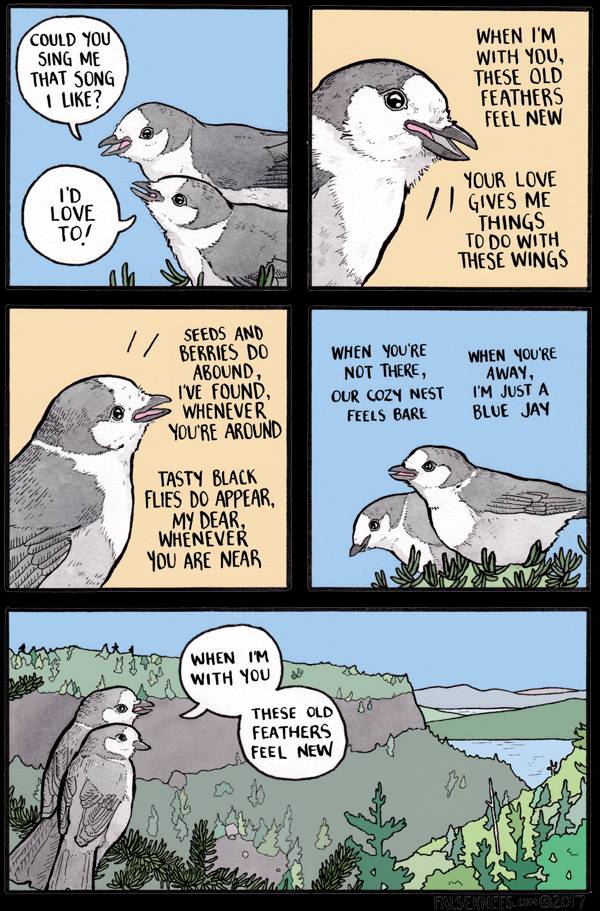 COULD YOU
SING ME
THAT SONG
I LIKE?
I'D
LOVE
TO!
WHEN I'M
WITH YOU,
THESE OLD
FEATHERS
FEEL NEW
YOUR LOVE
GIVES ME
THINGS
TO DO WITH
THESE WINGS
SEEDS AND
BERRIES DO
ABOUND,
I'VE FOUND,
WHENEVER
YOU'RE AROUND
TASTY BLACK
FLIES DO APPEAR,
MY DEAR,
WHENEVER
YOU ARE NEAR
WHEN YOU'RE
NOT THERE,
OUR COZY NEST
FEELS BARE
WHEN YOU'RE
AWAY,
I'M JUST A
BLUE JAY
WHEN I'M
WITH YOU
THESE OLD
FEATHERS
FEEL NEW
FALSEKNEES.COM©2017